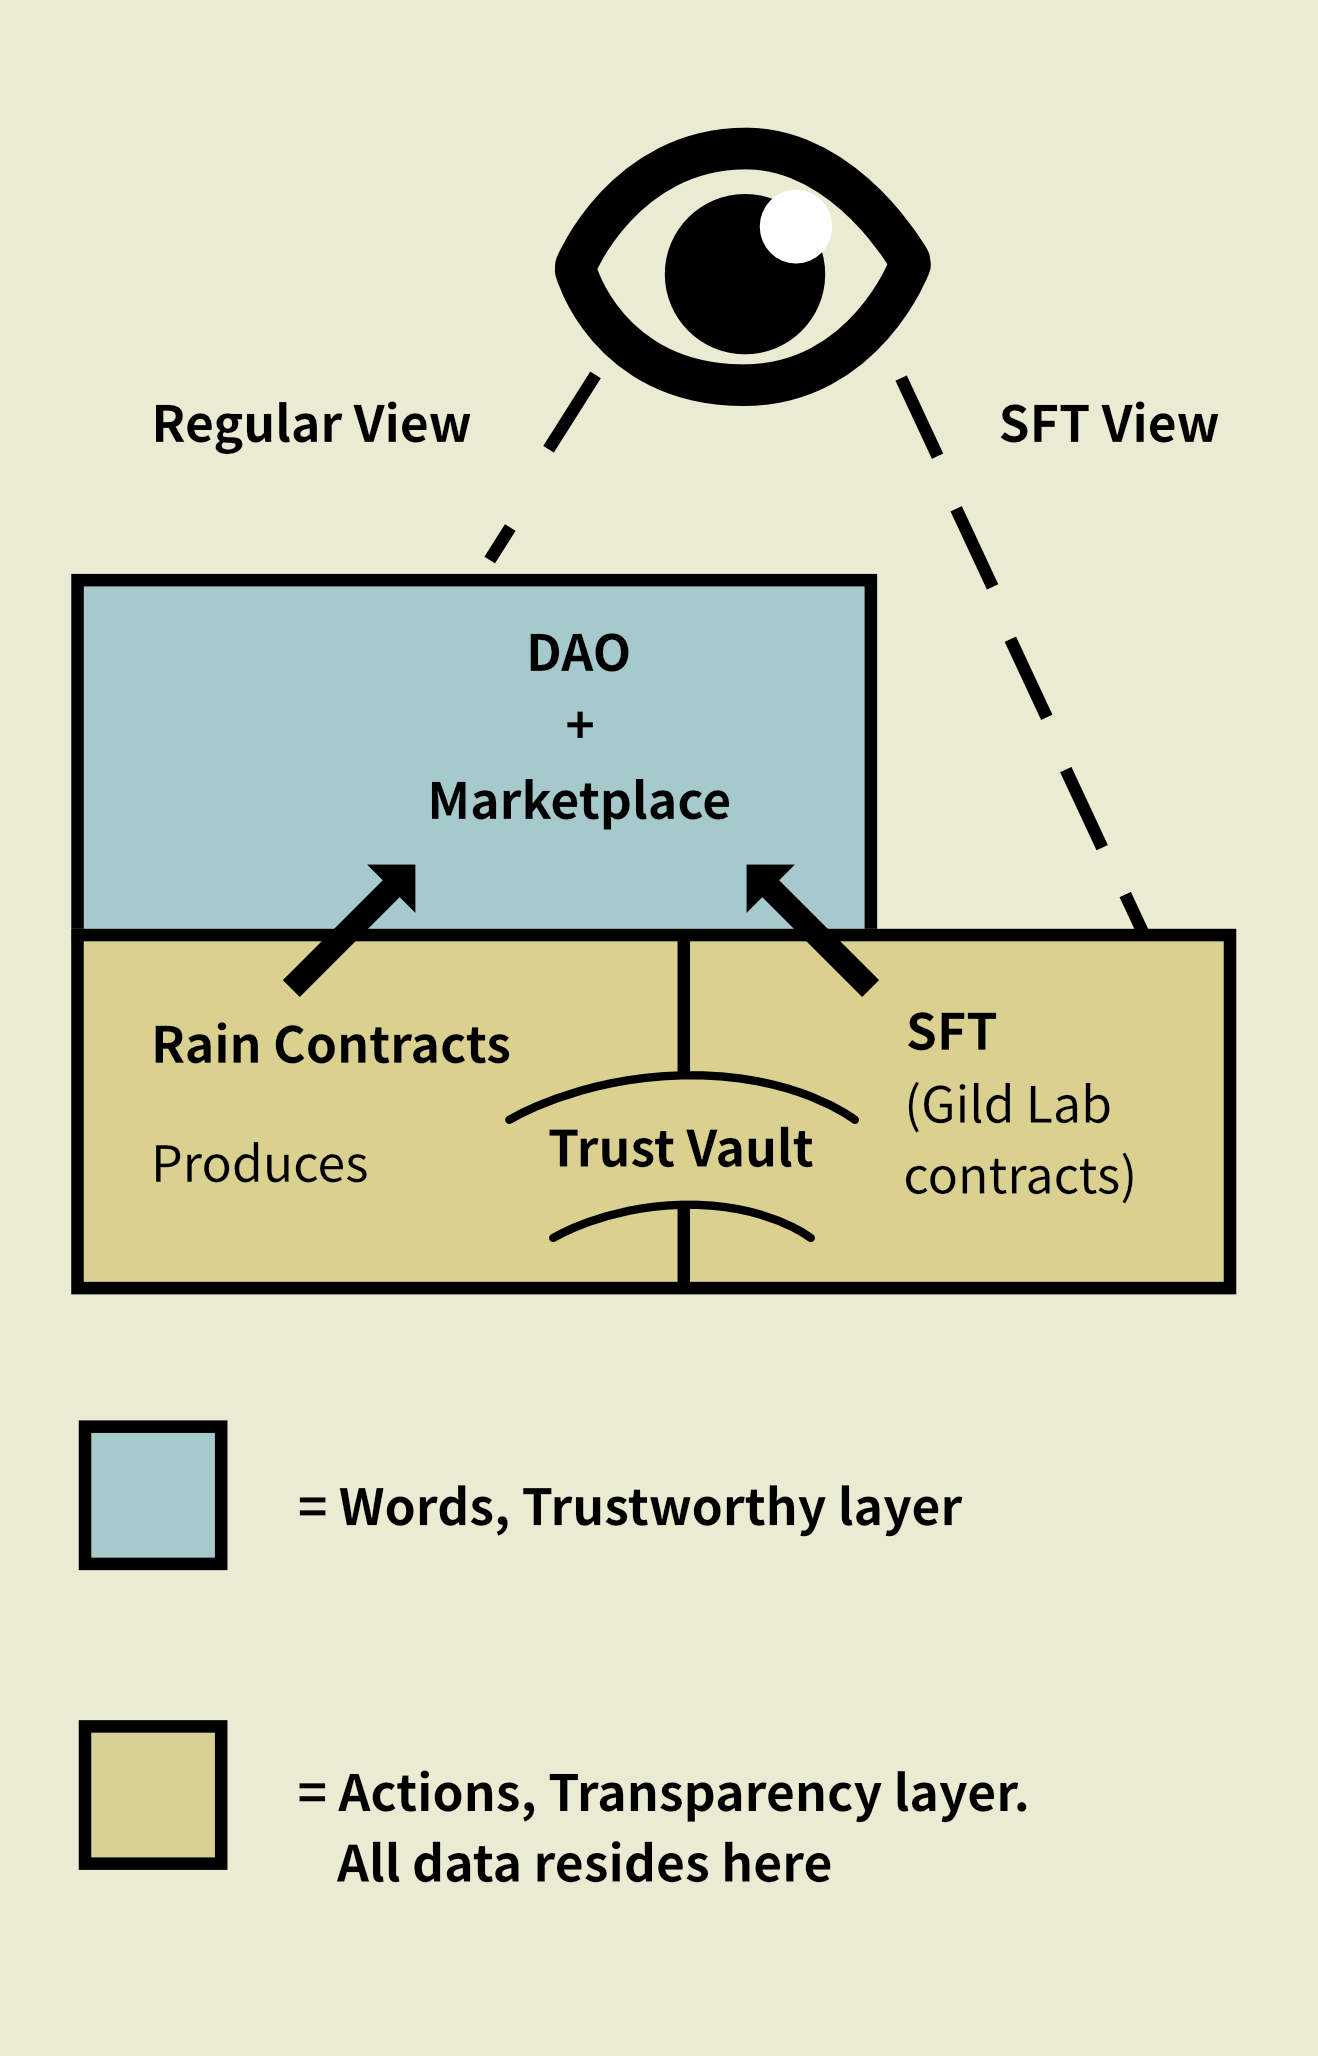 Regular View
SFT View
DAO
+
Marketplace
Rain Contracts
Produces
Trust Vault
SFT
(Gild Lab
contracts)
= Words, Trustworthy layer
= Actions, Transparency layer.
All data resides here